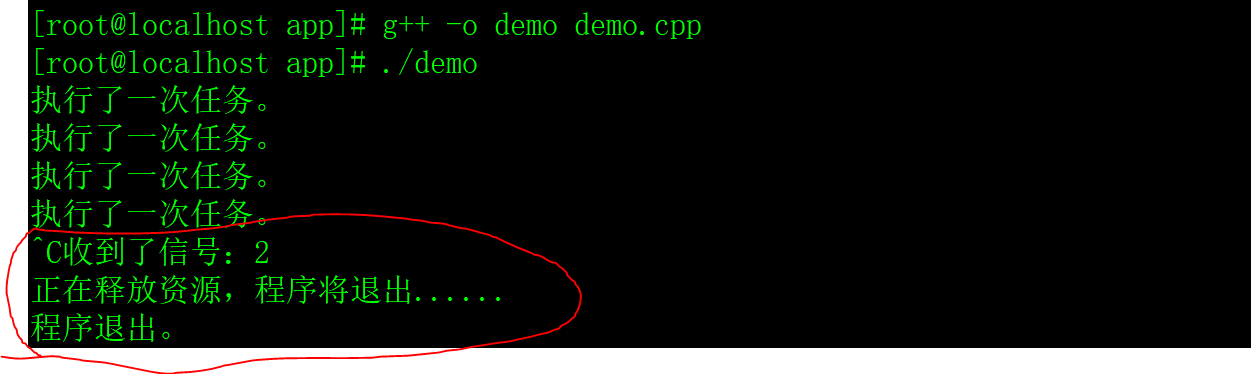 [root@localhost app]# g++ -o demo demo.cpp
[root@localhost app]# ./demo
执行了一次任务。
执行了一次任务。
执行了一次任务。
执行了一次任务。
^C收到了信号：2
正在释放资源，程序将退出......
程序退出。